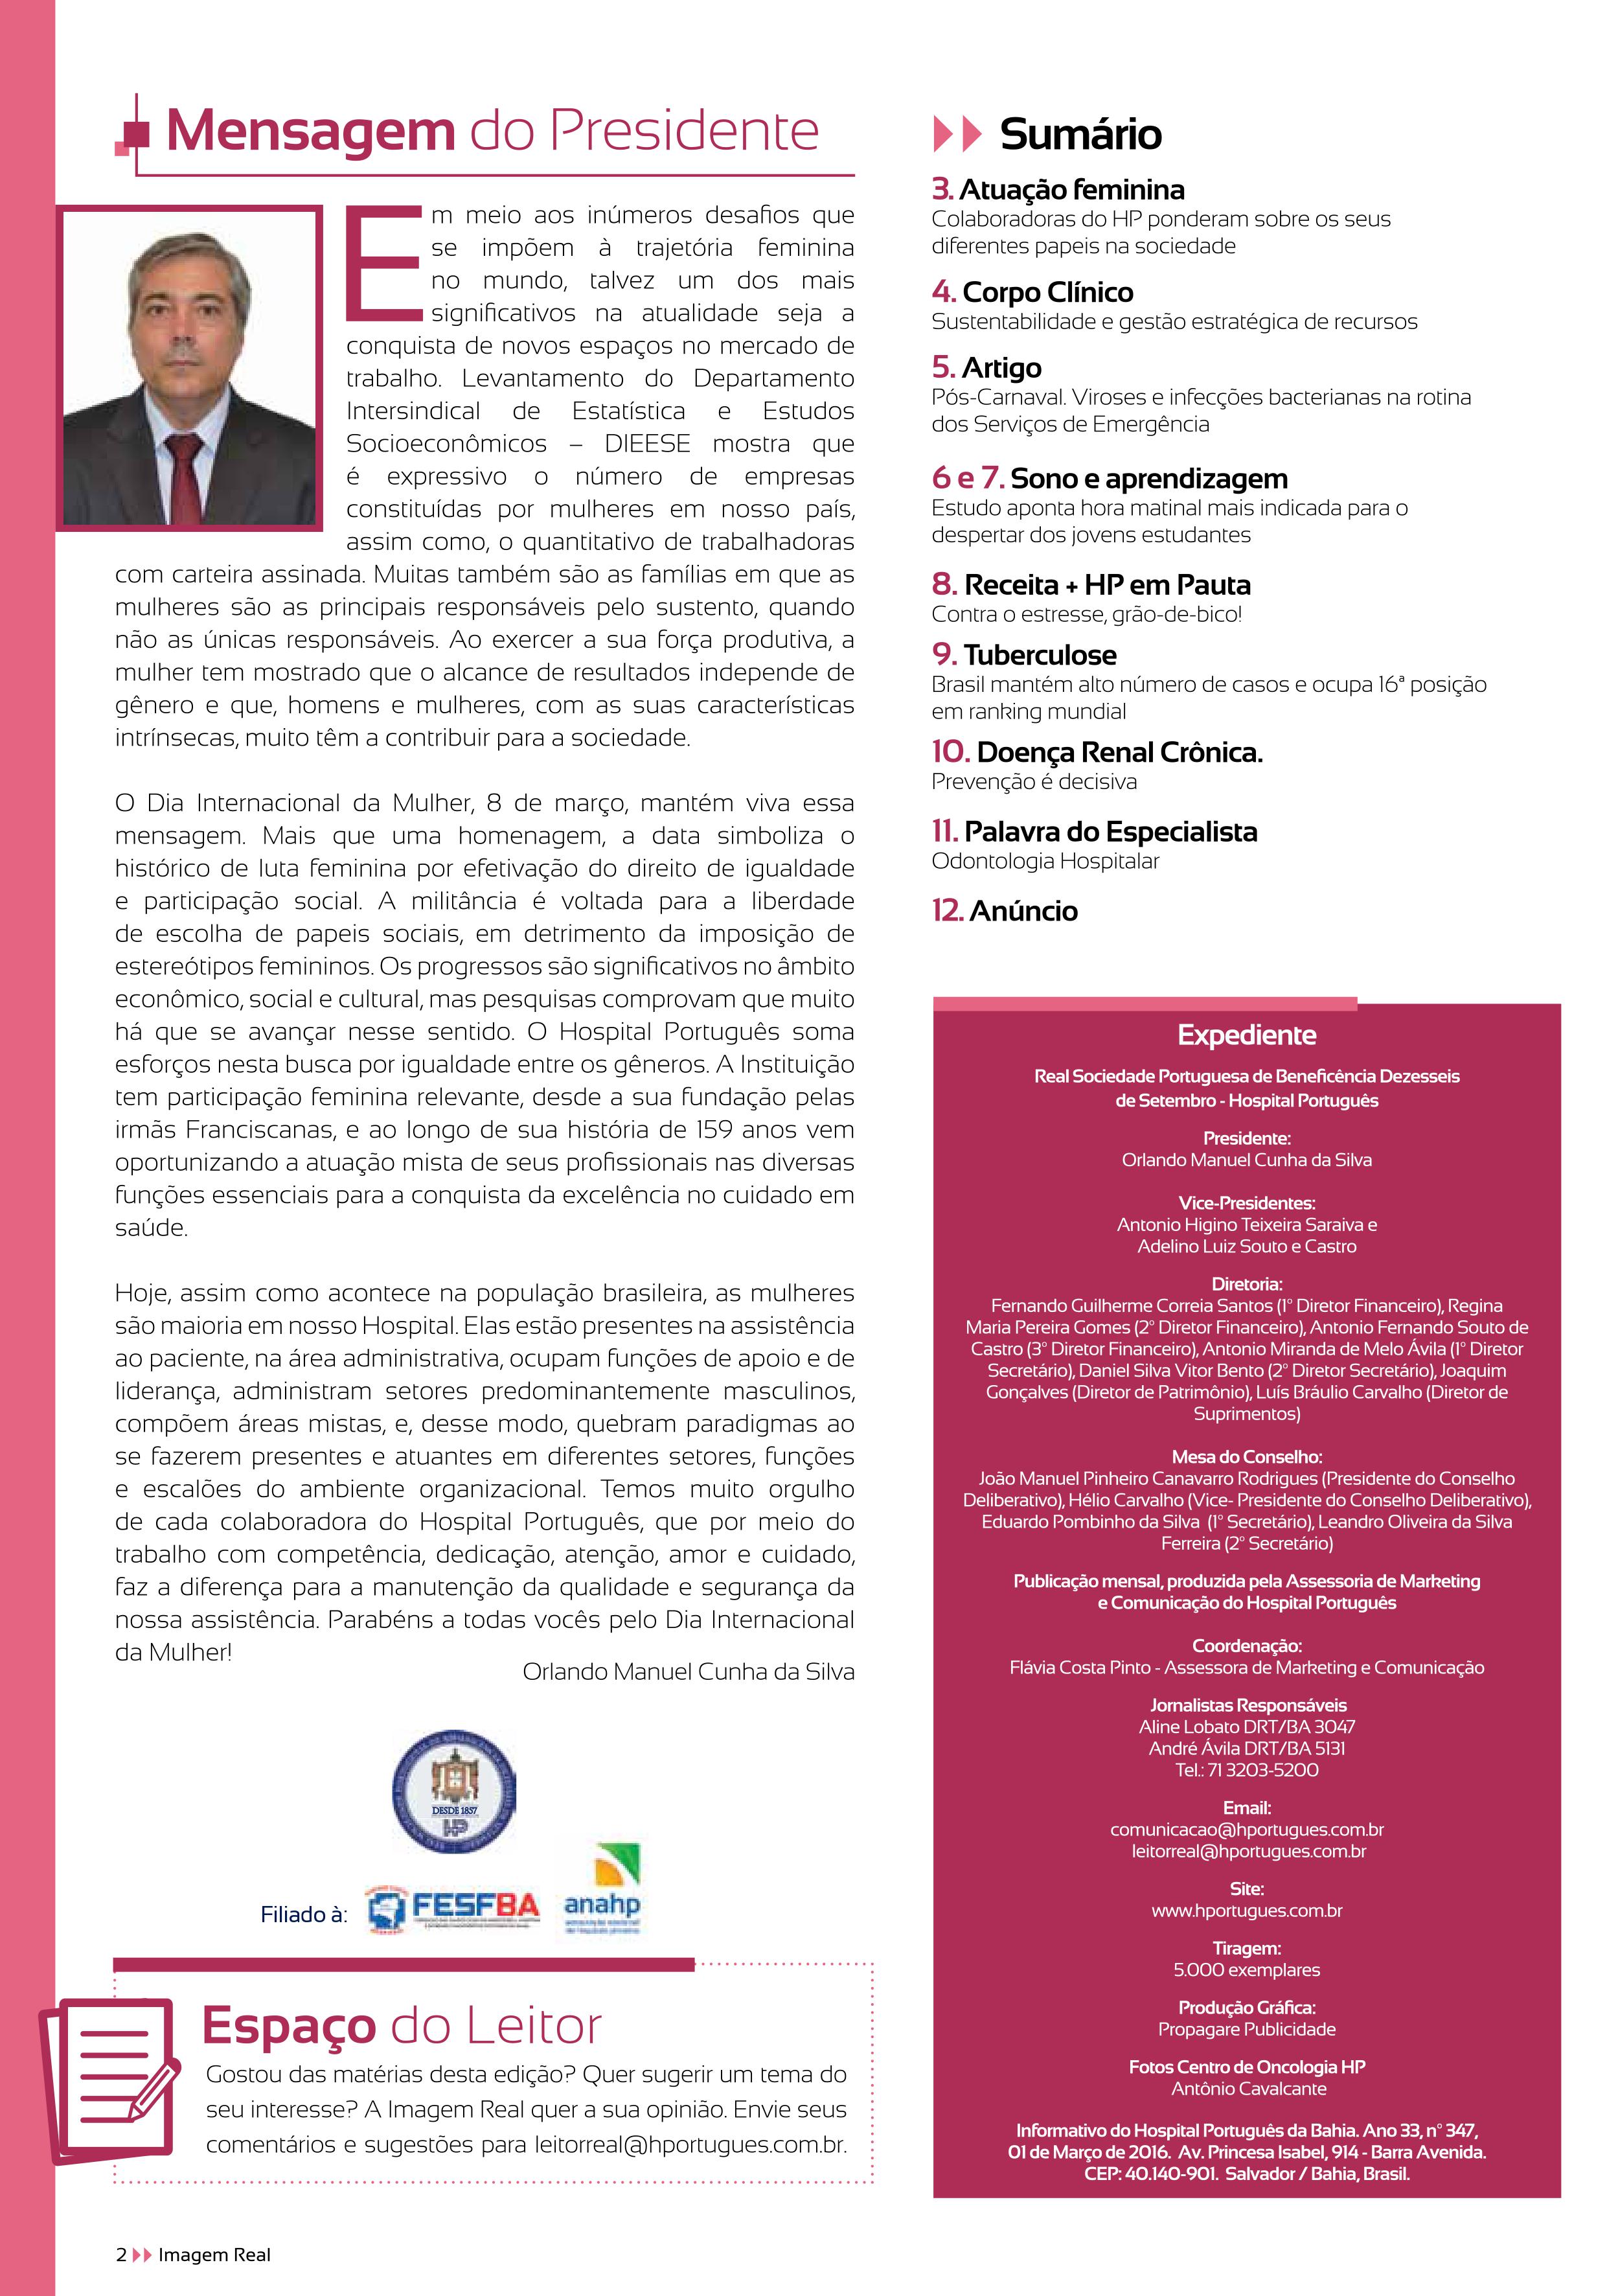 Mensagem do Presidente
Em meio aos inúmeros desafios que
se impõem à trajetória feminina
no mundo, talvez um dos mais
significativos na atualidade seja a
conquista de novos espaços no mercado de
trabalho. Levantamento do Departamento
Intersindical de Estatística e Estudos
Socioeconômicos – DIEESE mostra que
é expressivo o número de empresas
constituídas por mulheres em nosso país,
assim como, o quantitativo de trabalhadoras
com carteira assinada. Muitas também são as famílias em que as
mulheres são as principais responsáveis pelo sustento, quando
não as únicas responsáveis. Ao exercer a sua força produtiva, a
mulher tem mostrado que o alcance de resultados independe de
gênero e que, homens e mulheres, com as suas características
intrínsecas, muito têm a contribuir para a sociedade.
O Dia Internacional da Mulher, 8 de março, mantém viva essa
mensagem. Mais que uma homenagem, a data simboliza o
histórico de luta feminina por efetivação do direito de igualdade
e participação social. A militância é voltada para a liberdade
de escolha de papeis sociais, em detrimento da imposição de
estereótipos femininos. Os progressos são significativos no âmbito
econômico, social e cultural, mas pesquisas comprovam que muito
há que se avançar nesse sentido. O Hospital Português soma
esforços nesta busca por igualdade entre os gêneros. A Instituição
tem participação feminina relevante, desde a sua fundação pelas
irmãs Franciscanas, e ao longo de sua história de 159 anos vem
oportunizando a atuação mista de seus profissionais nas diversas
funções essenciais para a conquista da excelência no cuidado em
saúde.
Hoje, assim como acontece na população brasileira, as mulheres
são maioria em nosso Hospital. Elas estão presentes na assistência
ao paciente, na área administrativa, ocupam funções de apoio e de
liderança, administram setores predominantemente masculinos,
compõem áreas mistas, e, desse modo, quebram paradigmas ao
se fazerem presentes e atuantes em diferentes setores, funções
e escalões do ambiente organizacional. Temos muito orgulho
de cada colaboradora do Hospital Português, que por meio do
trabalho com competência, dedicação, atenção, amor e cuidado,
faz a diferença para a manutenção da qualidade e segurança da
nossa assistência. Parabéns a todas vocês pelo Dia Internacional
da Mulher!
Orlando Manuel Cunha da Silva
DESDE 1857
HP
Filiado à:
FESFBA
anahp
Espaço do Leitor
Gostou das matérias desta edição? Quer sugerir um tema do
seu interesse? A Imagem Real quer a sua opinião. Envie seus
comentários e sugestões para leitorreal@hportugues.com.br.
2 Imagem Real
Sumário
3. Atuação feminina
Colaboradoras do HP ponderam sobre os seus
diferentes papeis na sociedade
4. Corpo Clínico
Sustentabilidade e gestão estratégica de recursos
5. Artigo
Pós-Carnaval. Viroses e infecções bacterianas na rotina
dos Serviços de Emergência
6 e 7. Sono e aprendizagem
Estudo aponta hora matinal mais indicada para o
despertar dos jovens estudantes
8. Receita + HP em Pauta
Contra o estresse, grão-de-bico!
9. Tuberculose
Brasil mantém alto número de casos e ocupa 16ª posição
em ranking mundial
10. Doença Renal Crônica.
Prevenção é decisiva
11. Palavra do Especialista
Odontologia Hospitalar
12. Anúncio
Expediente
Real Sociedade Portuguesa de Beneficência Dezesseis
de Setembro - Hospital Português
Presidente:
Orlando Manuel Cunha da Silva
Vice-Presidentes:
Antonio Higino Teixeira Saraiva e
Adelino Luiz Souto e Castro
Diretoria:
Fernando Guilherme Correia Santos (1º Diretor Financeiro), Regina
Maria Pereira Gomes (2º Diretor Financeiro), Antonio Fernando Souto de
Castro (3º Diretor Financeiro), Antonio Miranda de Melo Ávila (1º Diretor
Secretário), Daniel Silva Vitor Bento (2º Diretor Secretário), Joaquim
Gonçalves (Diretor de Patrimônio), Luís Bráulio Carvalho (Diretor de
Suprimentos)
Mesa do Conselho:
João Manuel Pinheiro Canavarro Rodrigues (Presidente do Conselho
Deliberativo), Hélio Carvalho (Vice- Presidente do Conselho Deliberativo),
Eduardo Pombinho da Silva (1º Secretário), Leandro Oliveira da Silva
Ferreira (2º Secretário)
Publicação mensal, produzida pela Assessoria de Marketing
e Comunicação do Hospital Português
Coordenação:
Flávia Costa Pinto - Assessora de Marketing e Comunicação
Jornalistas Responsáveis
Aline Lobato DRT/BA 3047
André Ávila DRT/BA 5131
Tel.: 71 3203-5200
Email:
comunicacao@hportugues.com.br
leitorreal@hportugues.com.br
Site:
www.hportugues.com.br
Tiragem:
5.000 exemplares
Produção Gráfica:
Propagare Publicidade
Fotos Centro de Oncologia HP
Antônio Cavalcante
Informativo do Hospital Português da Bahia. Ano 33, nº 347,
01 de Março de 2016. Av. Princesa Isabel, 914 - Barra Avenida.
CEP: 40.140-901. Salvador / Bahia, Brasil.